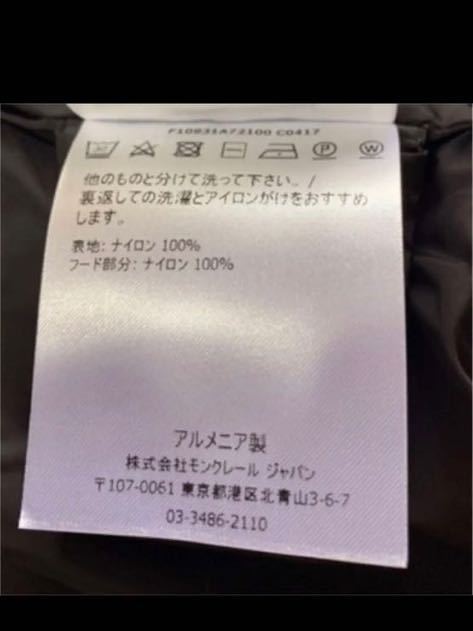 F10931A72100 C0417
P W
他のものと分けて洗って下さい。/
裏返しての洗濯とアイロンがけをおすすめ
します。
表地: ナイロン 100%
フード部分: ナイロン 100%
アルメニア製
株式会社モンクレール ジャパン
〒107-0061 東京都港区北青山3-6-7
03-3486-2110